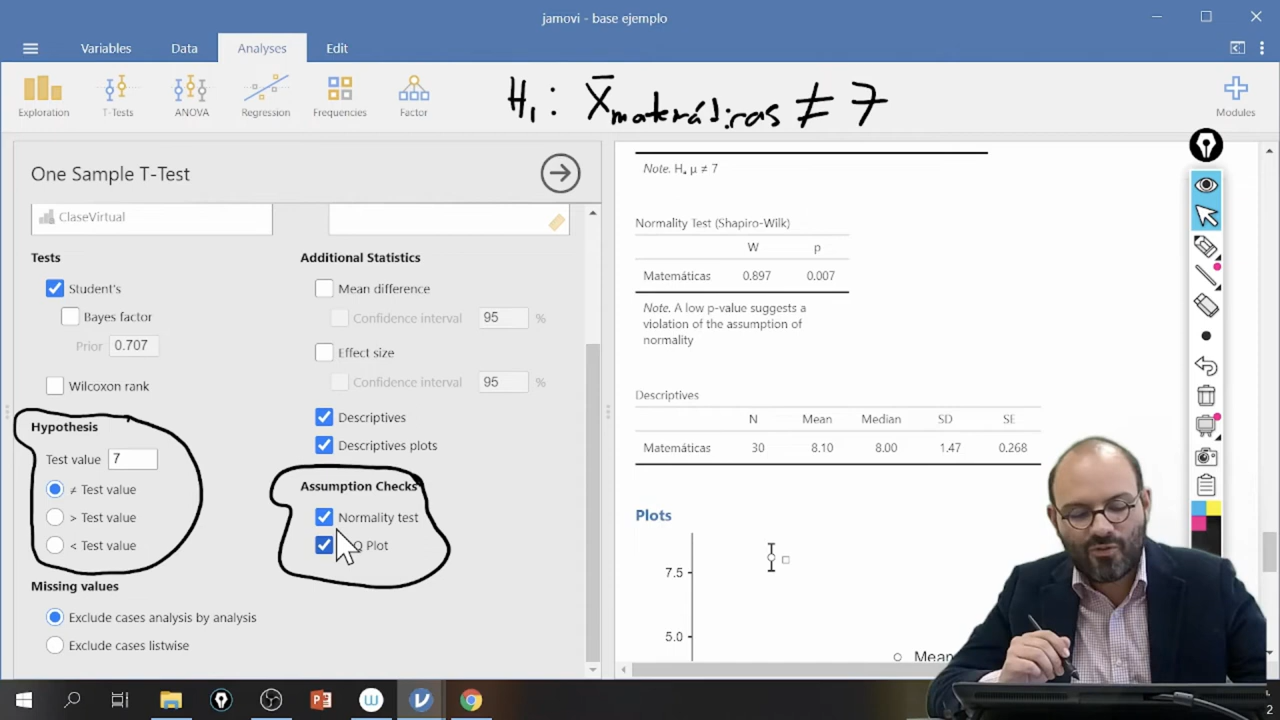 jamovi - base ejemplo
Variables Data Analyses Edit
Exploration T-Tests ANOVA Regression Frequencies Factor Modules
H₁: X̄ matemáticas ≠ 7
One Sample T-Test
ClaseVirtual
Tests
Student's
Bayes factor
Prior 0.707
Wilcoxon rank
Hypothesis
Test value 7
≠ Test value
> Test value
< Test value
Missing values
Exclude cases analysis by analysis
Exclude cases listwise
Additional Statistics
Mean difference
Confidence interval 95 %
Effect size
Confidence interval 95 %
Descriptives
Descriptives plots
Assumption Checks
Normality test
Q Plot
Note. Hₐ μ ≠ 7
Normality Test (Shapiro-Wilk)
W p
Matemáticas 0.897 0.007
Note. A low p-value suggests a
violation of the assumption of
normality
Descriptives
N Mean Median SD SE
Matemáticas 30 8.10 8.00 1.47 0.268
Plots
7.5
5.0
Mean
2